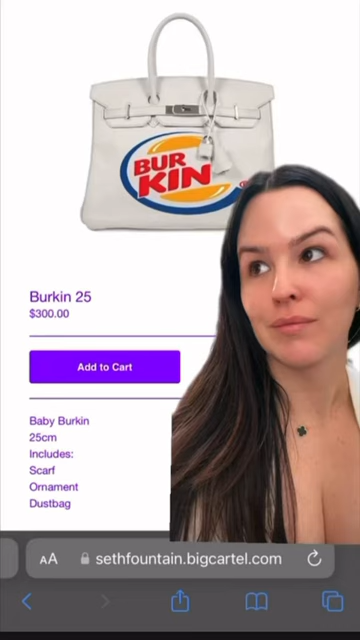 BUR
KIN
®
Burkin 25
$300.00
Add to Cart
Baby Burkin
25cm
Includes:
Scarf
Ornament
Dustbag
AA
sethfountain.bigcartel.com